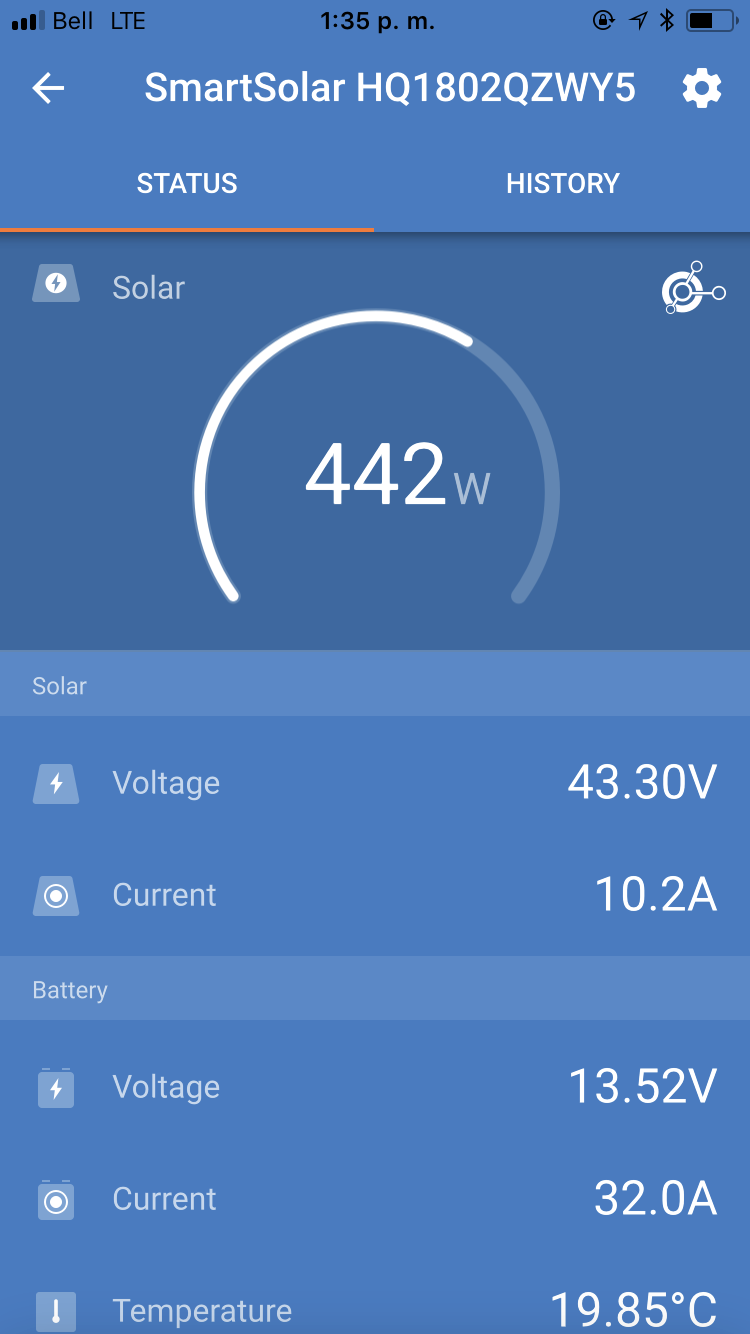 Bell LTE 1:35 p. m.
SmartSolar HQ1802QZWY5
STATUS HISTORY
Solar
442 W
Solar
Voltage 43.30V
Current 10.2A
Battery
Voltage 13.52V
Current 32.0A
Temperature 19.85°C